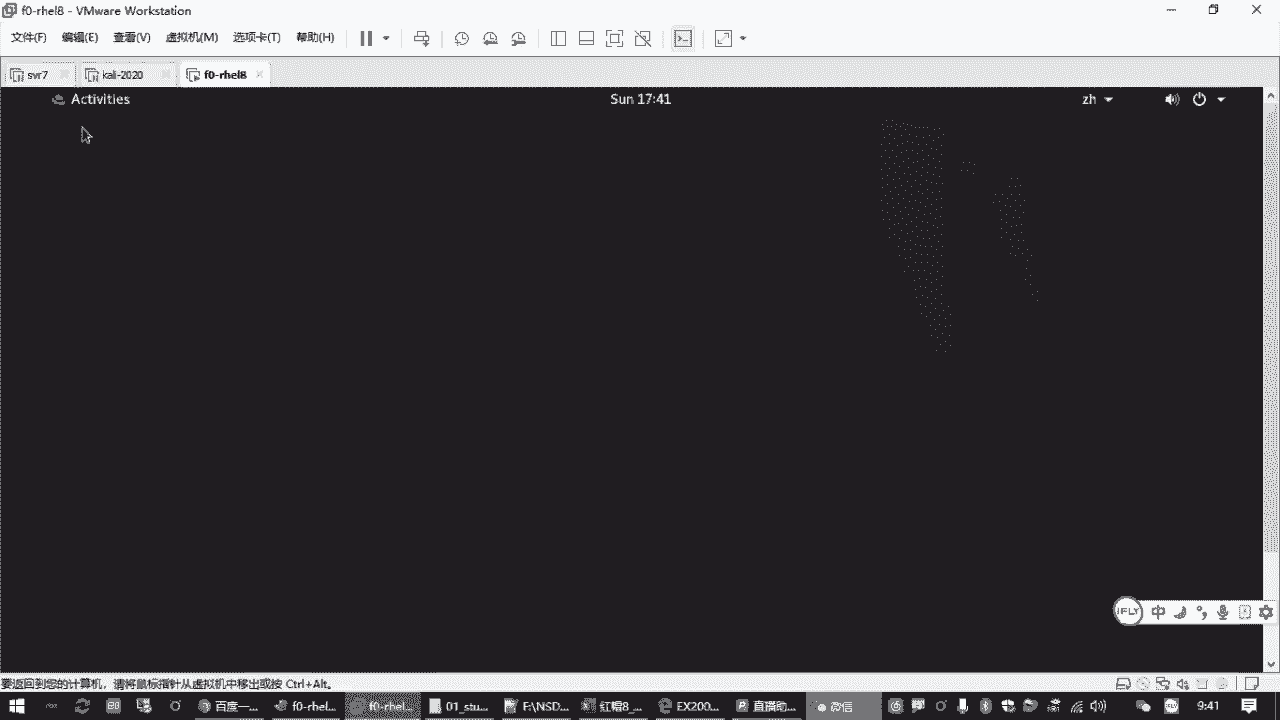 f0-rhel8 - VMware Workstation
文件(F) 编辑(E) 查看(V) 虚拟机(M) 选项卡(T) 帮助(H)
svr7 kali-2020 f0-rhel8
Activities Sun 17:41 zh
iFLY 中
要返回到您的计算机，请将鼠标指针从虚拟机中移出或按 Ctrl+Alt。
百度一... f0-rhel... f0-rhel... 01_stu... F:\NSD... 红帽8_... EX200... 直播助... 微信 9:41